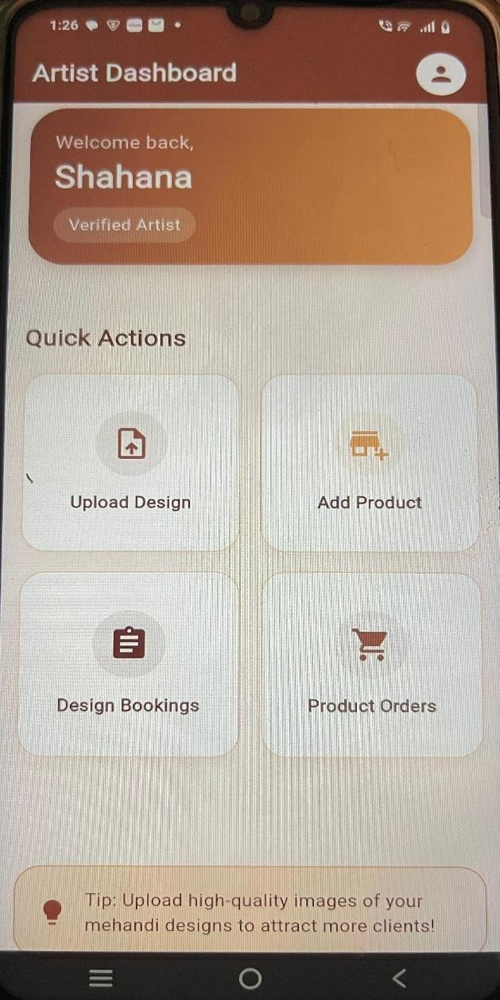 1:26
Artist Dashboard
Welcome back,
Shahana
Verified Artist
Quick Actions
Upload Design
Add Product
Design Bookings
Product Orders
Tip: Upload high-quality images of your
mehandi designs to attract more clients!